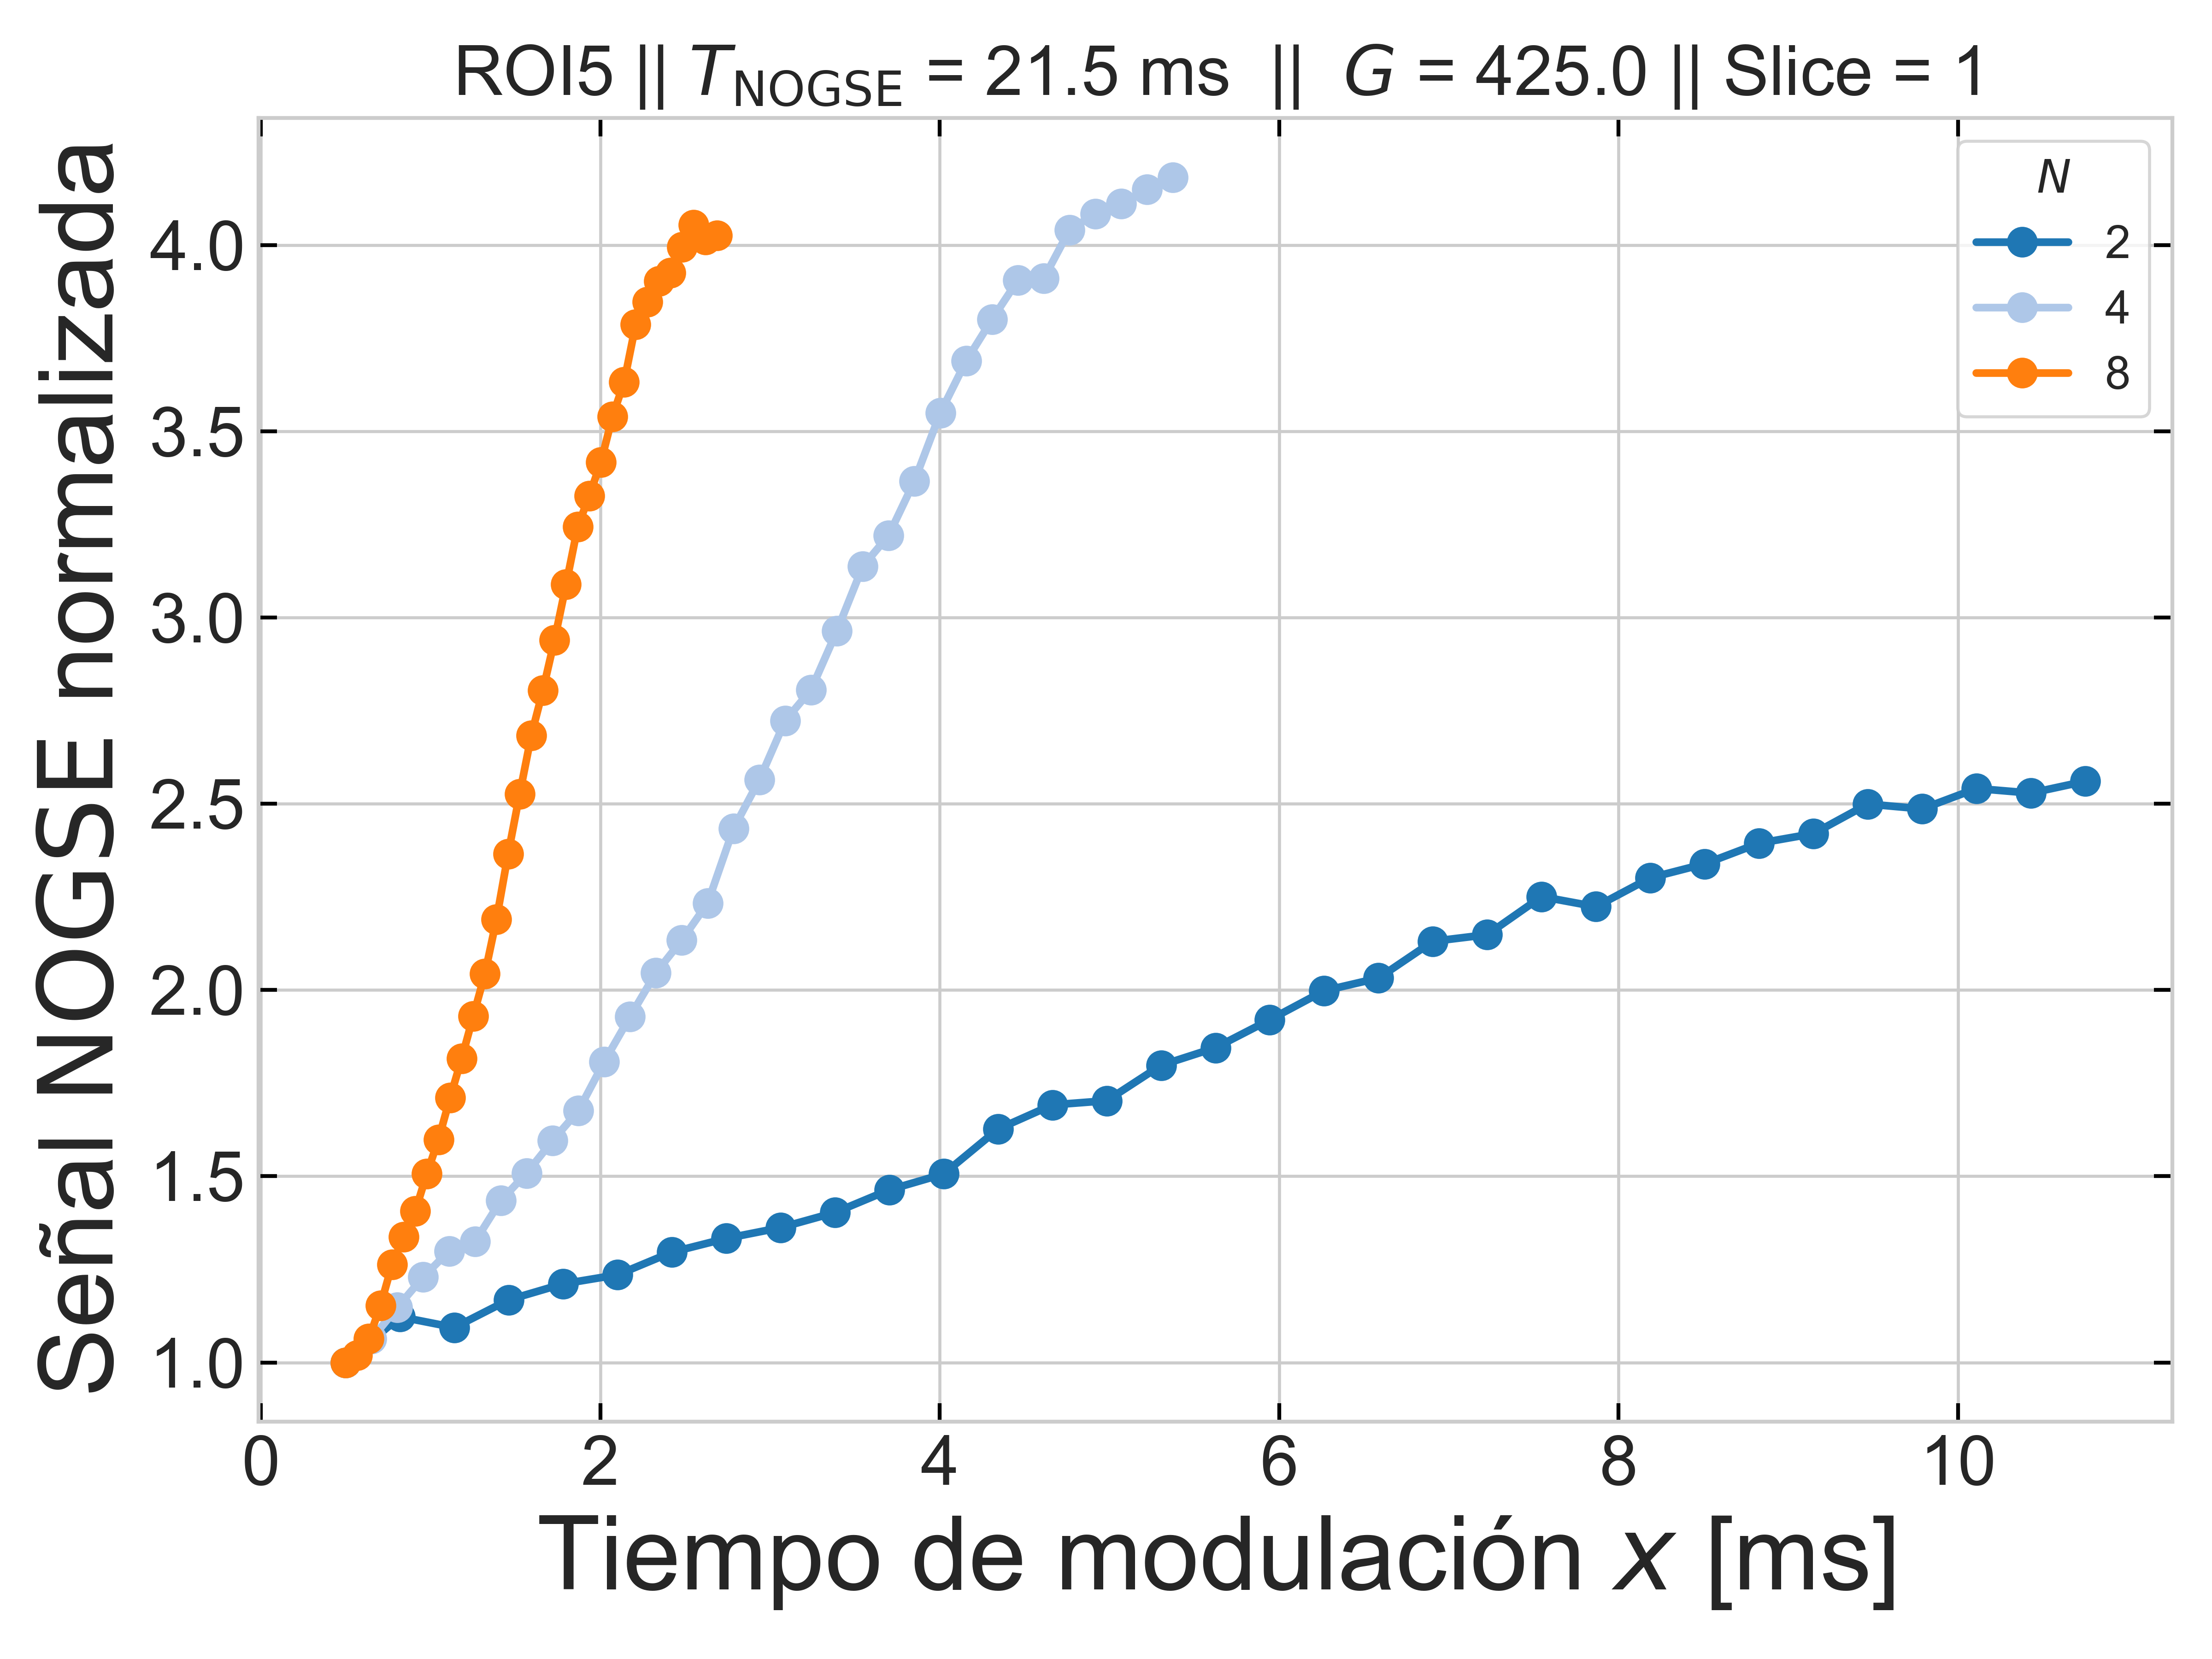 ROI5 || T_NOGSE = 21.5 ms || G = 425.0 || Slice = 1
Señal NOGSE normalizada
4.0
3.5
3.0
2.5
2.0
1.5
1.0
N
2
4
8
0 2 4 6 8 10
Tiempo de modulación x [ms]